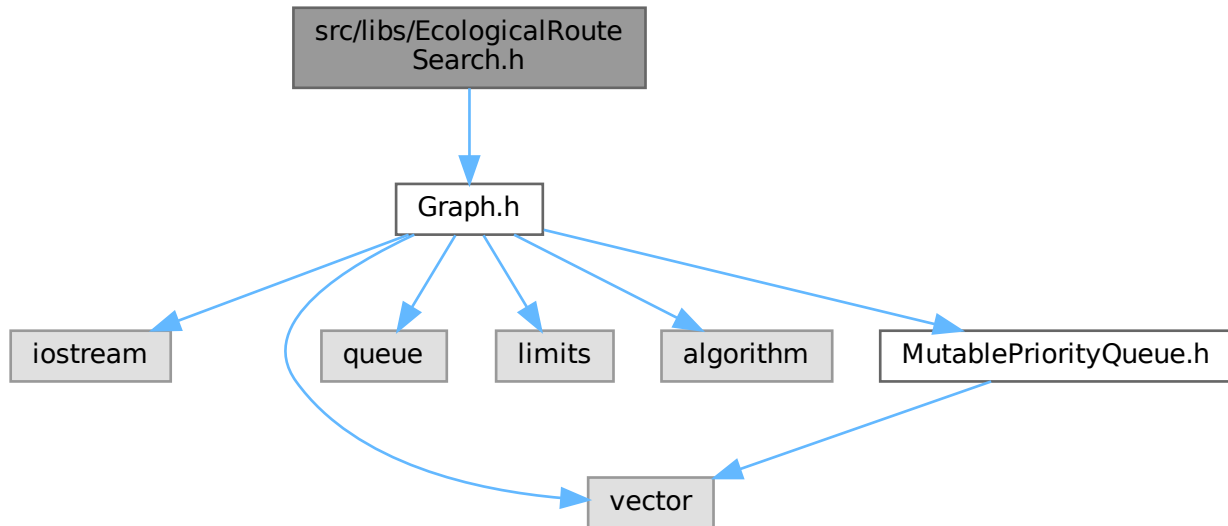 src/libs/EcologicalRoute
Search.h
Graph.h
iostream
queue
limits
algorithm
MutablePriorityQueue.h
vector